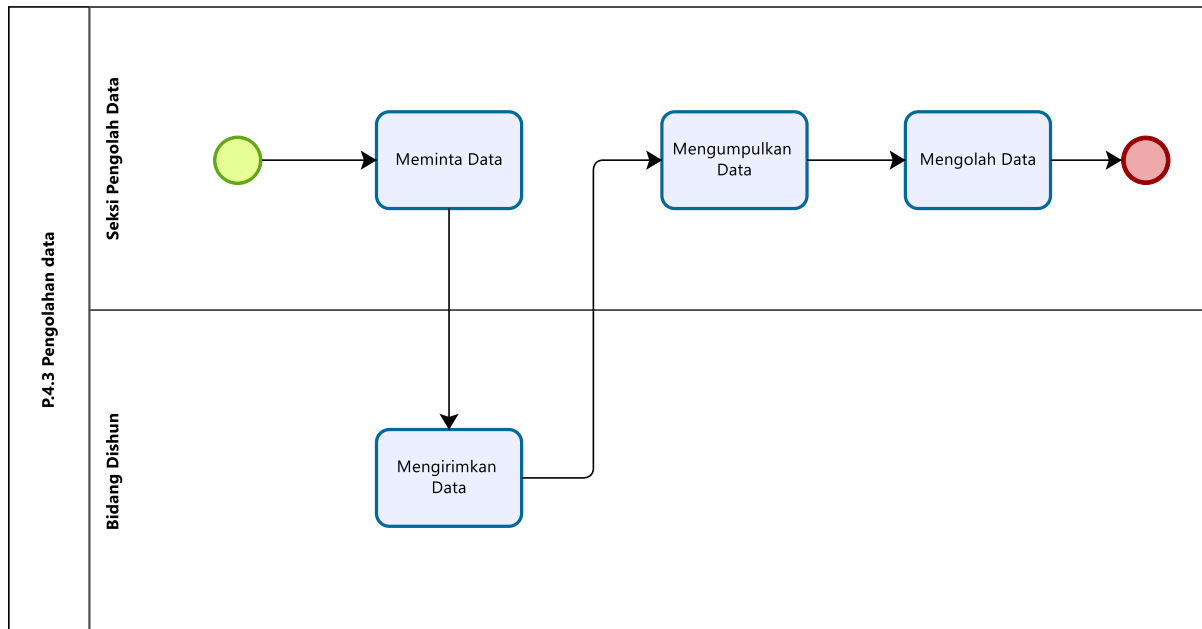 P.4.3 Pengolahan data
Seksi Pengolah Data
Meminta Data
Mengumpulkan
Data
Mengolah Data
Bidang Dishun
Mengirimkan
Data